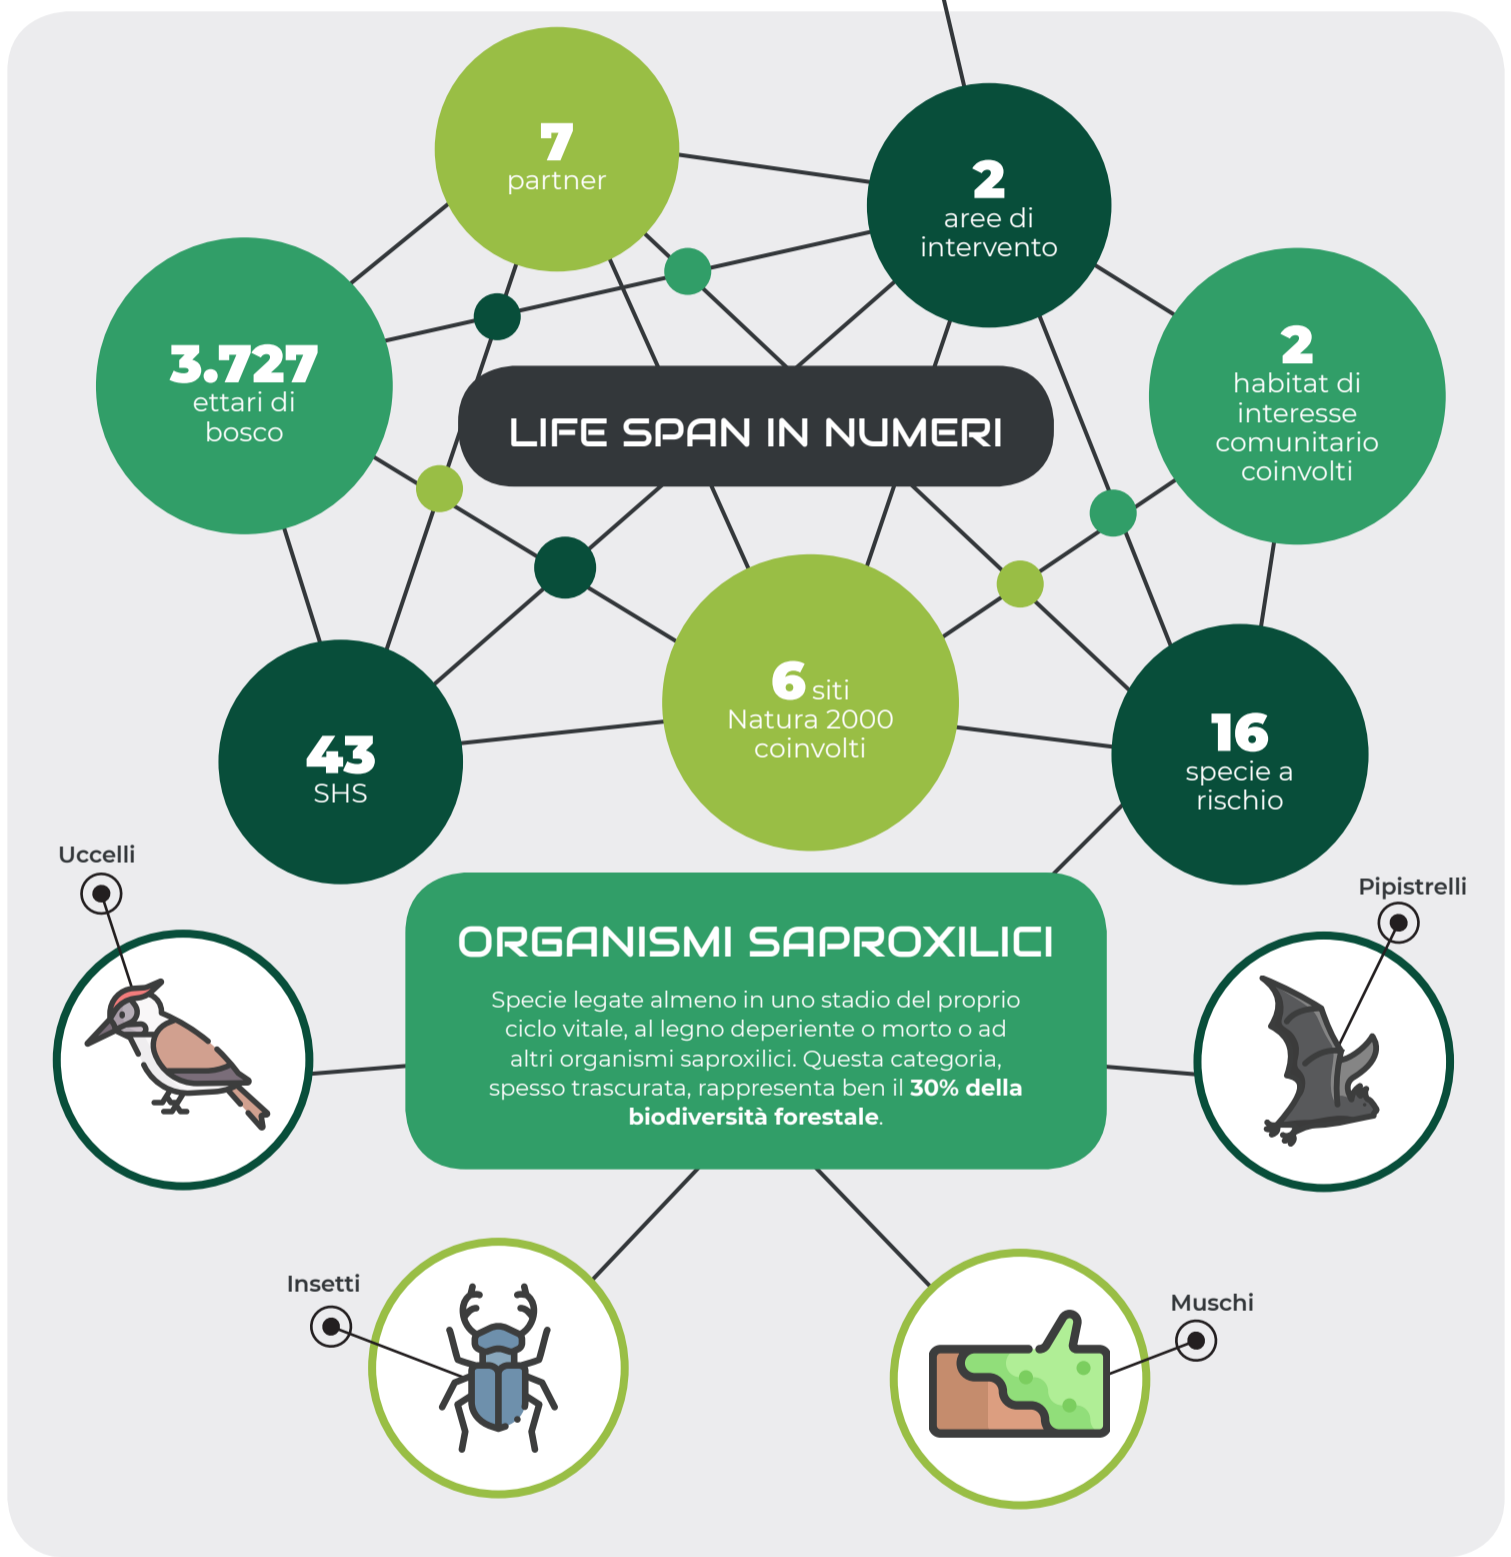 7
partner
2
aree di
intervento
3.727
ettari di
bosco
2
habitat di
interesse
comunitario
coinvolti
LIFE SPAN IN NUMERI
43
SHS
6 siti
Natura 2000
coinvolti
16
specie a
rischio
Uccelli
Pipistrelli
ORGANISMI SAPROXILICI
Specie legate almeno in uno stadio del proprio
ciclo vitale, al legno deperiente o morto o ad
altri organismi saproxilici. Questa categoria,
spesso trascurata, rappresenta ben il 30% della
biodiversità forestale.
Insetti
Muschi